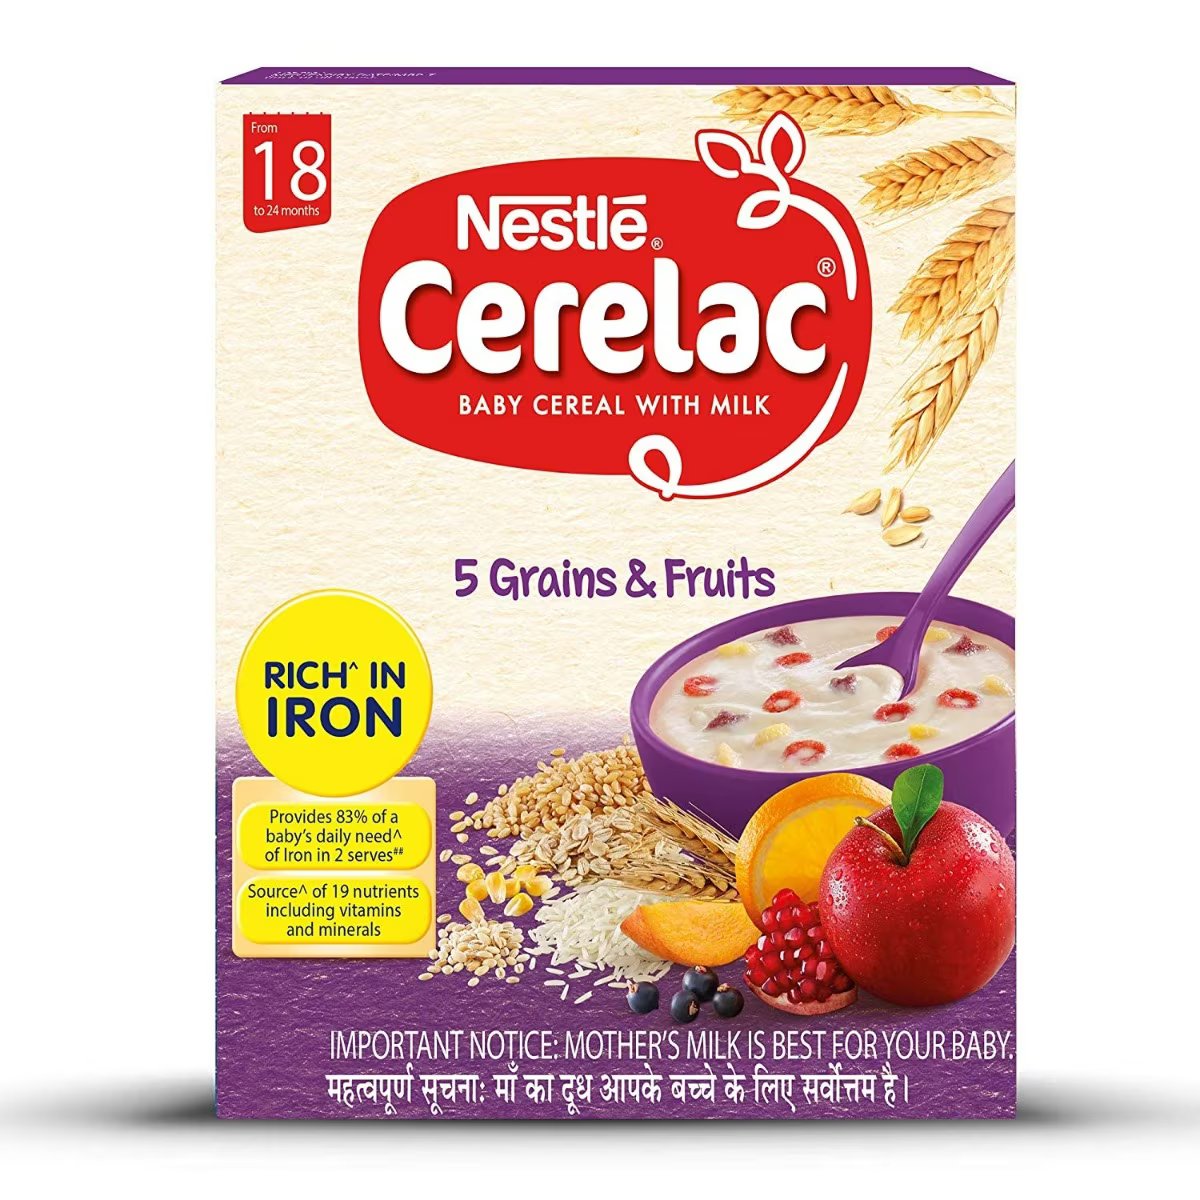 From
18
to 24 months
Nestlé®
Cerelac®
BABY CEREAL WITH MILK
5 Grains & Fruits
RICH^ IN
IRON
Provides 83% of a
baby's daily need^
of Iron in 2 serves##
Source^ of 19 nutrients
including vitamins
and minerals
IMPORTANT NOTICE: MOTHER'S MILK IS BEST FOR YOUR BABY.
महत्वपूर्ण सूचना: माँ का दूध आपके बच्चे के लिए सर्वोत्तम है।